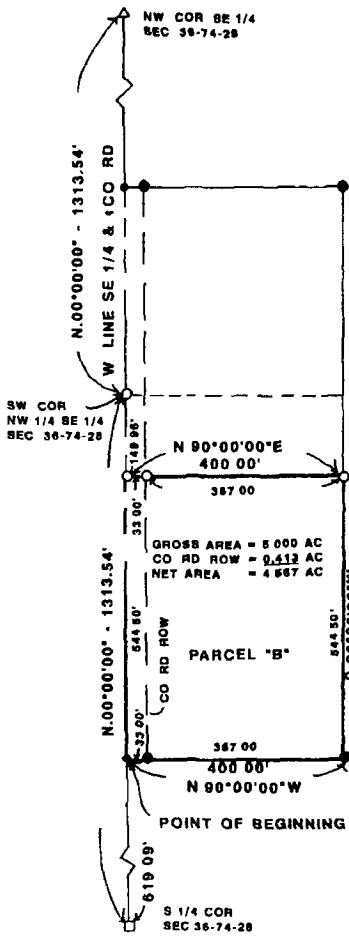 NW COR SE 1/4
SEC 36-74-28
N.00°00'00" - 1313.54'
W LINE SE 1/4 & CO RD
SW COR
NW 1/4 SE 1/4
SEC 36-74-28
149.96'
N 90°00'00"E
400 00'
367 00
33 00'
GROSS AREA = 5 000 AC
CO RD ROW = 0.413 AC
NET AREA = 4 587 AC
N.00°00'00" - 1313.54'
544 50'
CO RD ROW
PARCEL "B"
544 50'
33.00'
367 00
400 00'
N 90°00'00"W
POINT OF BEGINNING
619 09'
S 1/4 COR
SEC 36-74-28